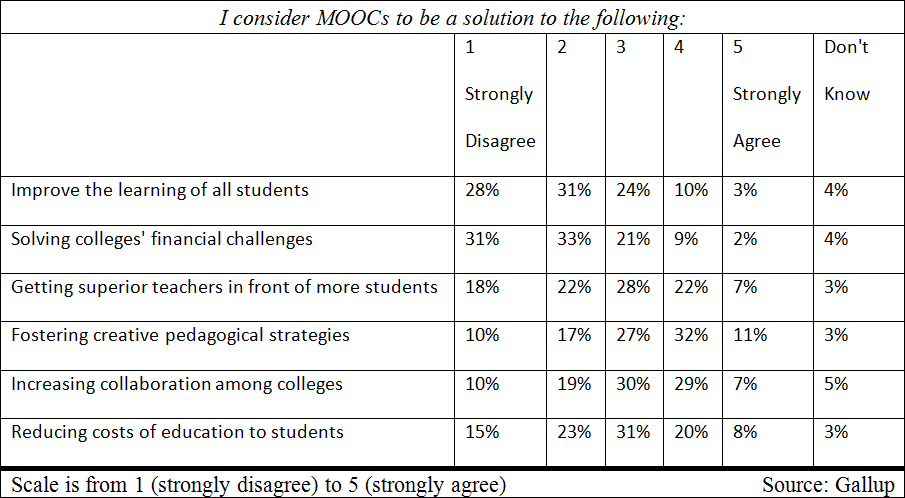 I consider MOOCs to be a solution to the following:
1 Strongly Disagree 2 3 4 5 Strongly Agree Don't Know
Improve the learning of all students 28% 31% 24% 10% 3% 4%
Solving colleges' financial challenges 31% 33% 21% 9% 2% 4%
Getting superior teachers in front of more students 18% 22% 28% 22% 7% 3%
Fostering creative pedagogical strategies 10% 17% 27% 32% 11% 3%
Increasing collaboration among colleges 10% 19% 30% 29% 7% 5%
Reducing costs of education to students 15% 23% 31% 20% 8% 3%
Scale is from 1 (strongly disagree) to 5 (strongly agree) Source: Gallup